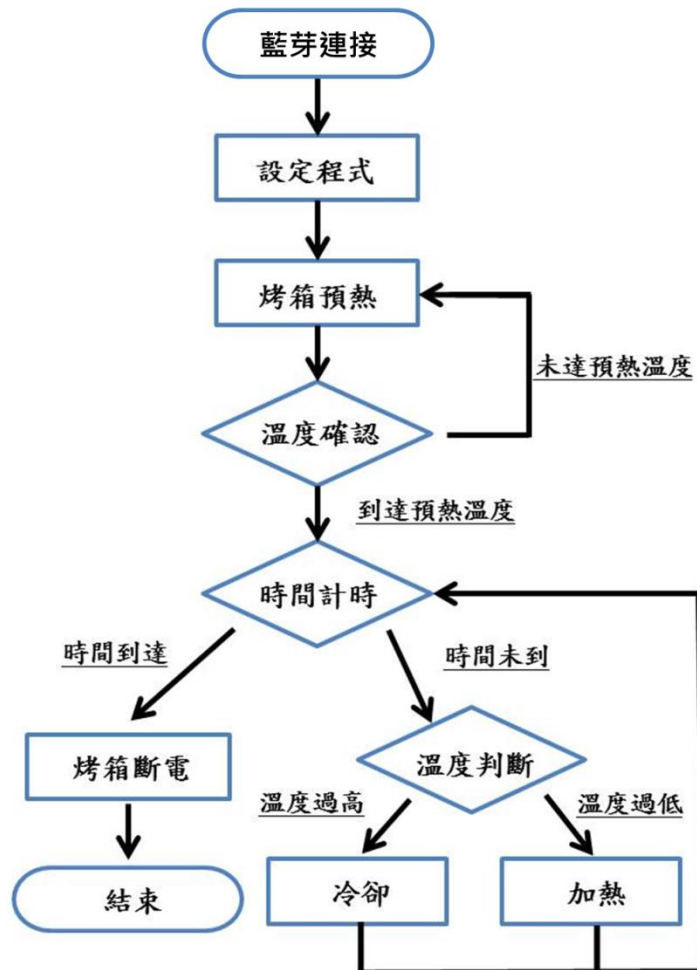 藍芽連接
設定程式
烤箱預熱
未達預熱溫度
溫度確認
到達預熱溫度
時間計時
時間到達
時間未到
烤箱斷電
溫度判斷
溫度過高
溫度過低
結束
冷卻
加熱